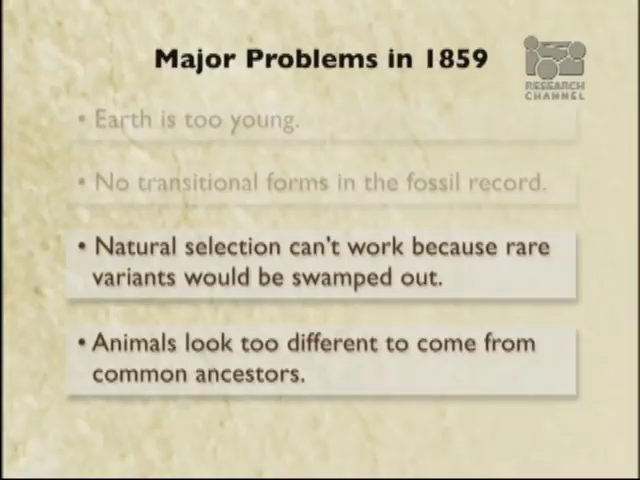 Major Problems in 1859
RESEARCH
CHANNEL
• Earth is too young.
• No transitional forms in the fossil record.
• Natural selection can't work because rare
variants would be swamped out.
• Animals look too different to come from
common ancestors.